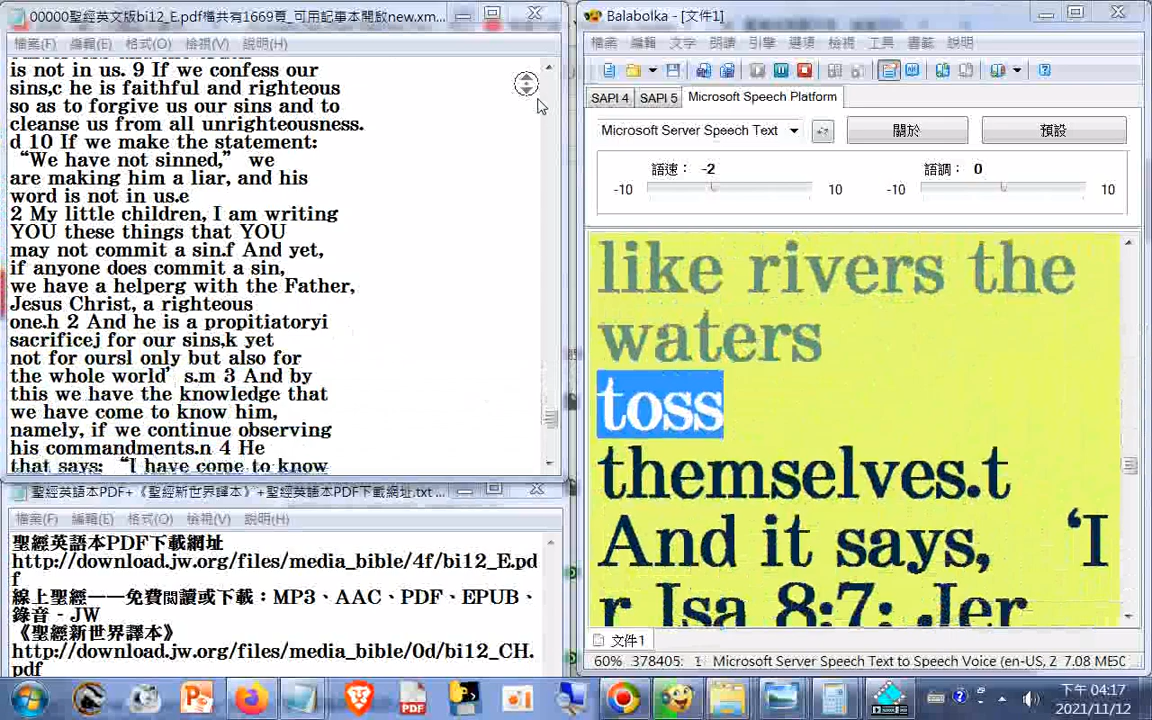 00000聖經英文版bi12_E.pdf檔共有1669頁_可用記事本開啟new.xm...
檔案(F) 編輯(E) 格式(O) 檢視(V) 說明(H)
is not in us. 9 If we confess our
sins,c he is faithful and righteous
so as to forgive us our sins and to
cleanse us from all unrighteousness.
d 10 If we make the statement:
“We have not sinned,” we
are making him a liar, and his
word is not in us.e
2 My little children, I am writing
YOU these things that YOU
may not commit a sin.f And yet,
if anyone does commit a sin,
we have a helperg with the Father,
Jesus Christ, a righteous
one.h 2 And he is a propitiatoryi
sacrificej for our sins,k yet
not for oursl only but also for
the whole world’s.m 3 And by
this we have the knowledge that
we have come to know him,
namely, if we continue observing
his commandments.n 4 He
that says: “I have come to know
聖經英語本PDF+《聖經新世界譯本》+聖經英語本PDF下載網址.txt ...
檔案(F) 編輯(E) 格式(O) 檢視(V) 說明(H)
聖經英語本PDF下載網址
http://download.jw.org/files/media_bible/4f/bi12_E.pd
f
線上聖經──免費閱讀或下載：MP3、AAC、PDF、EPUB、
錄音 - JW
《聖經新世界譯本》
http://download.jw.org/files/media_bible/0d/bi12_CH.
pdf
Balabolka - [文件1]
檔案 編輯 文字 朗讀 引擎 選項 檢視 工具 書籤 說明
SAPI 4 SAPI 5 Microsoft Speech Platform
Microsoft Server Speech Text 關於 預設
語速： -2 語調： 0
-10 10 -10 10
like rivers the
waters
toss
themselves.t
And it says, ‘I
r Isa 8:7; Jer
文件1
60% 378405: 1 Microsoft Server Speech Text to Speech Voice (en-US, Z 7.08 МБ
PDF
下午 04:17
2021/11/12